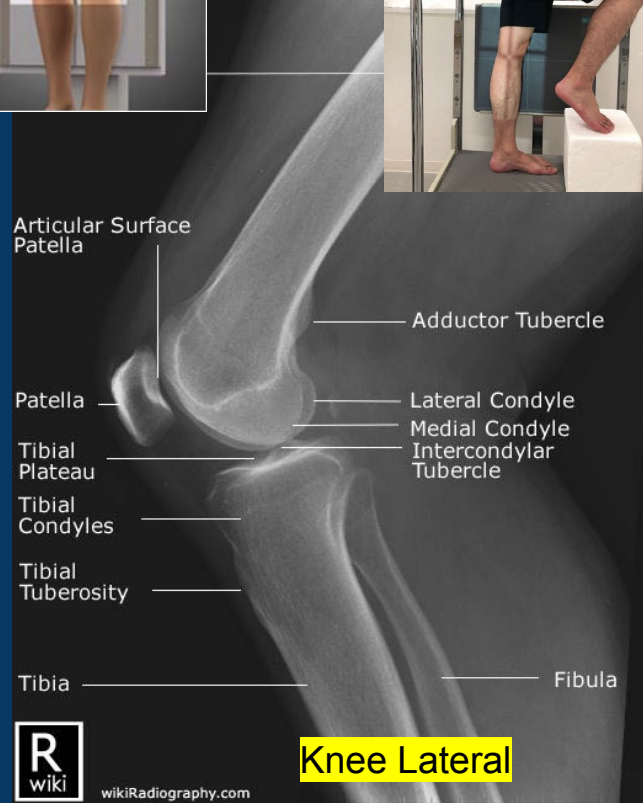 Articular Surface
Patella
Adductor Tubercle
Patella
Lateral Condyle
Medial Condyle
Intercondylar
Tubercle
Tibial
Plateau
Tibial
Condyles
Tibial
Tuberosity
Tibia
Fibula
R
wiki
wikiRadiography.com
Knee Lateral